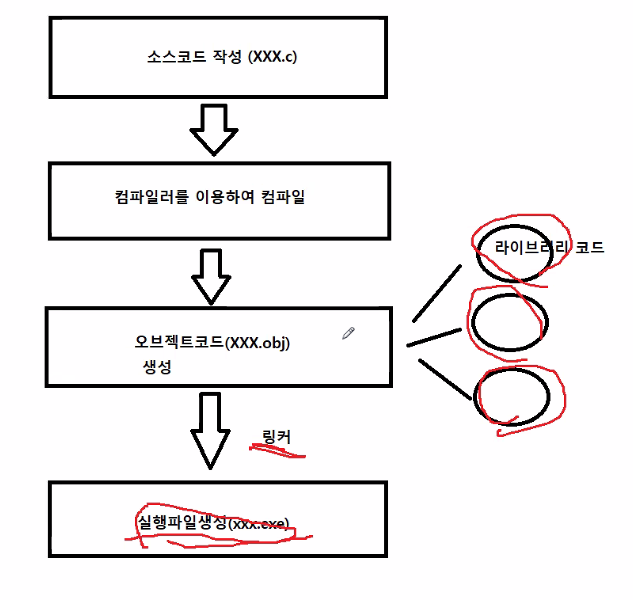 소스코드 작성 (XXX.c)
컴파일러를 이용하여 컴파일
라이브러리 코드
오브젝트코드(XXX.obj)
생성
링커
실행파일생성(xxx.exe)